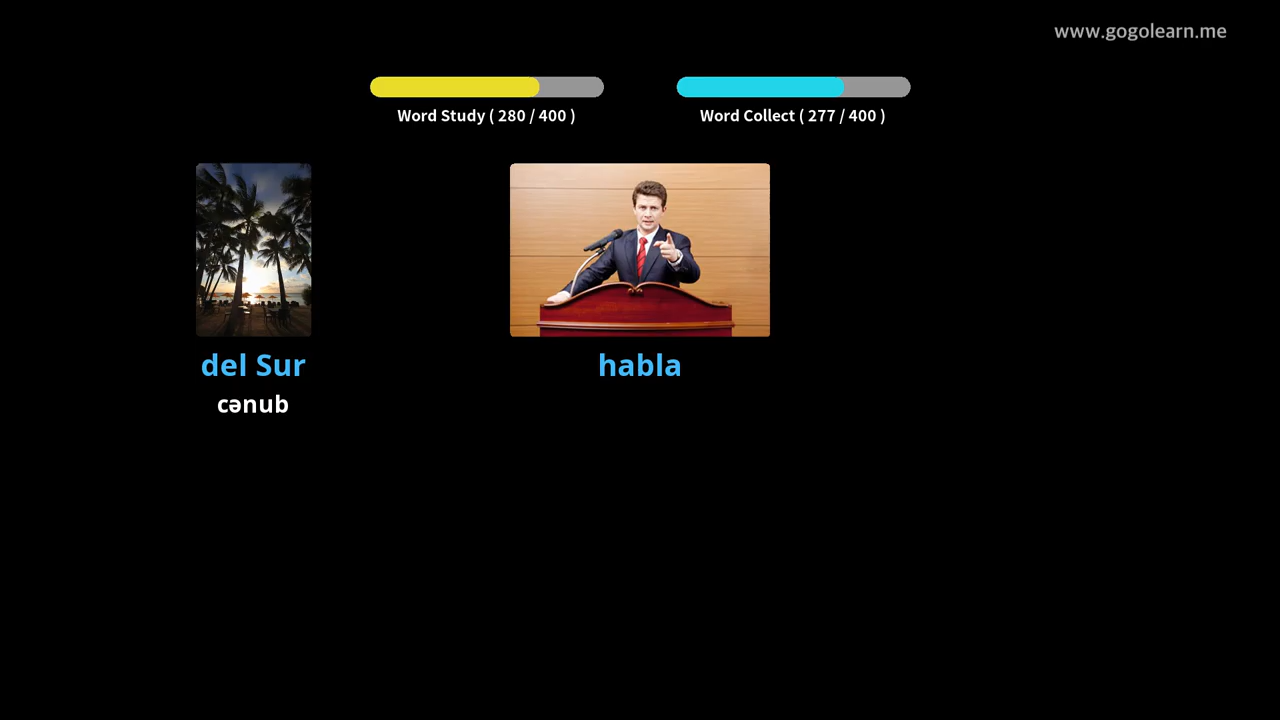 www.gogolearn.me
Word Study ( 280 / 400 )
Word Collect ( 277 / 400 )
del Sur
cənub
habla